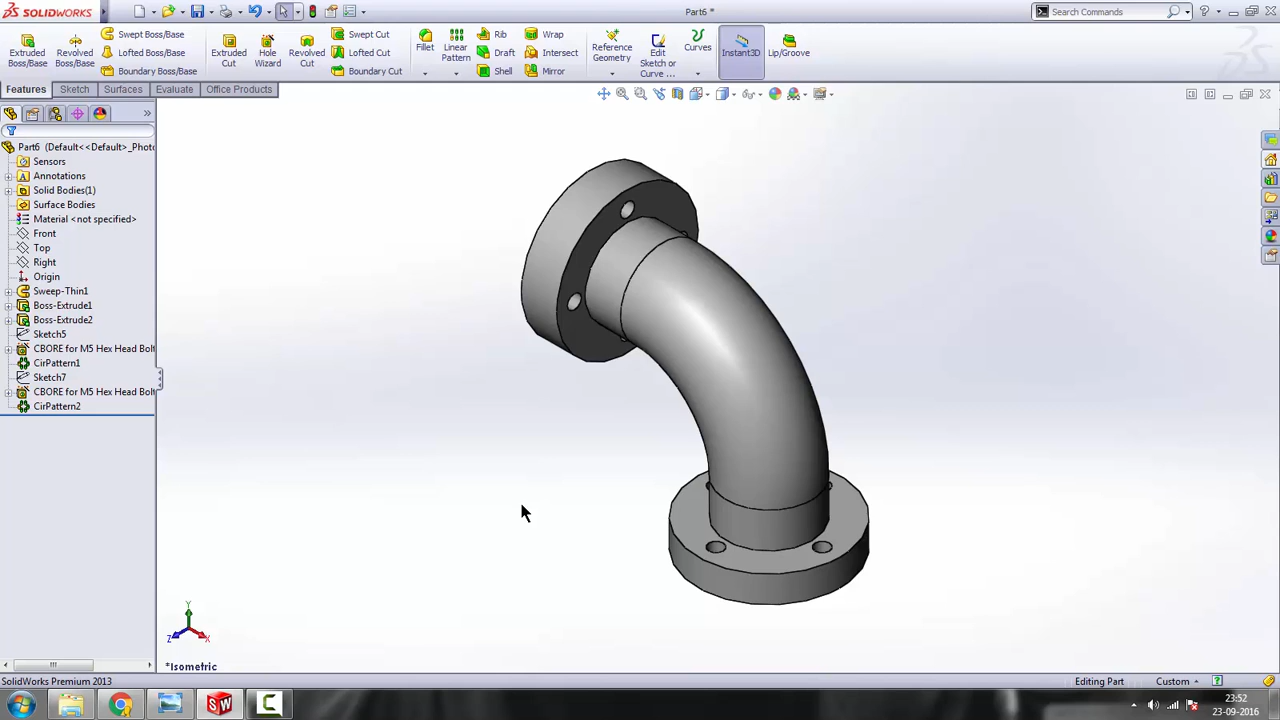 SOLIDWORKS
Part6 *
Search Commands
Extruded Boss/Base
Revolved Boss/Base
Swept Boss/Base
Lofted Boss/Base
Boundary Boss/Base
Extruded Cut
Hole Wizard
Revolved Cut
Swept Cut
Lofted Cut
Boundary Cut
Fillet
Linear Pattern
Rib
Draft
Shell
Wrap
Intersect
Mirror
Reference Geometry
Edit Sketch or Curve ...
Curves
Instant3D
Lip/Groove
Features
Sketch
Surfaces
Evaluate
Office Products
Part6 (Default<<Default>_Photo
Sensors
Annotations
Solid Bodies(1)
Surface Bodies
Material <not specified>
Front
Top
Right
Origin
Sweep-Thin1
Boss-Extrude1
Boss-Extrude2
Sketch5
CBORE for M5 Hex Head Bolt
CirPattern1
Sketch7
CBORE for M5 Hex Head Bolt
CirPattern2
Y
Z
X
*Isometric
SolidWorks Premium 2013
Editing Part
Custom
23:52
23-09-2016